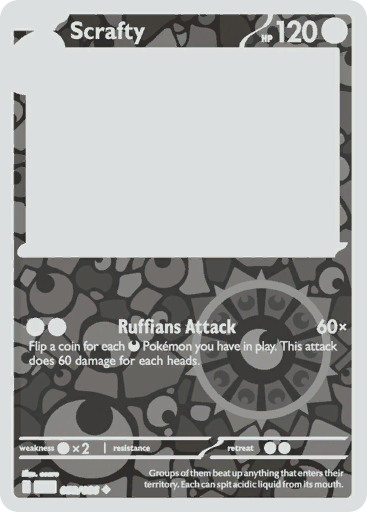 Scrafty HP 120
Ruffians Attack 60×
Flip a coin for each Pokémon you have in play. This attack
does 60 damage for each heads.
weakness ×2 resistance retreat
Groups of them beat up anything that enters their
territory. Each can spit acidic liquid from its mouth.